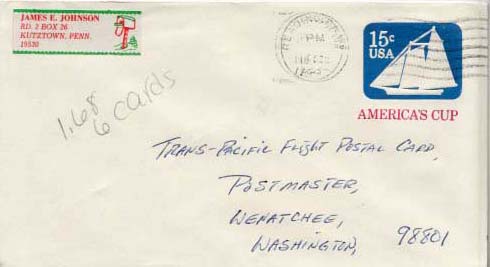 JAMES E. JOHNSON
RD. 2 BOX 26
KUTZTOWN, PENN.
19530
PM
15c
USA
AMERICA'S CUP
1.68
6 cards
TRANS-PACIFIC FLIGHT POSTAL CARD,
POSTMASTER,
WENATCHEE,
WASHINGTON,
98801